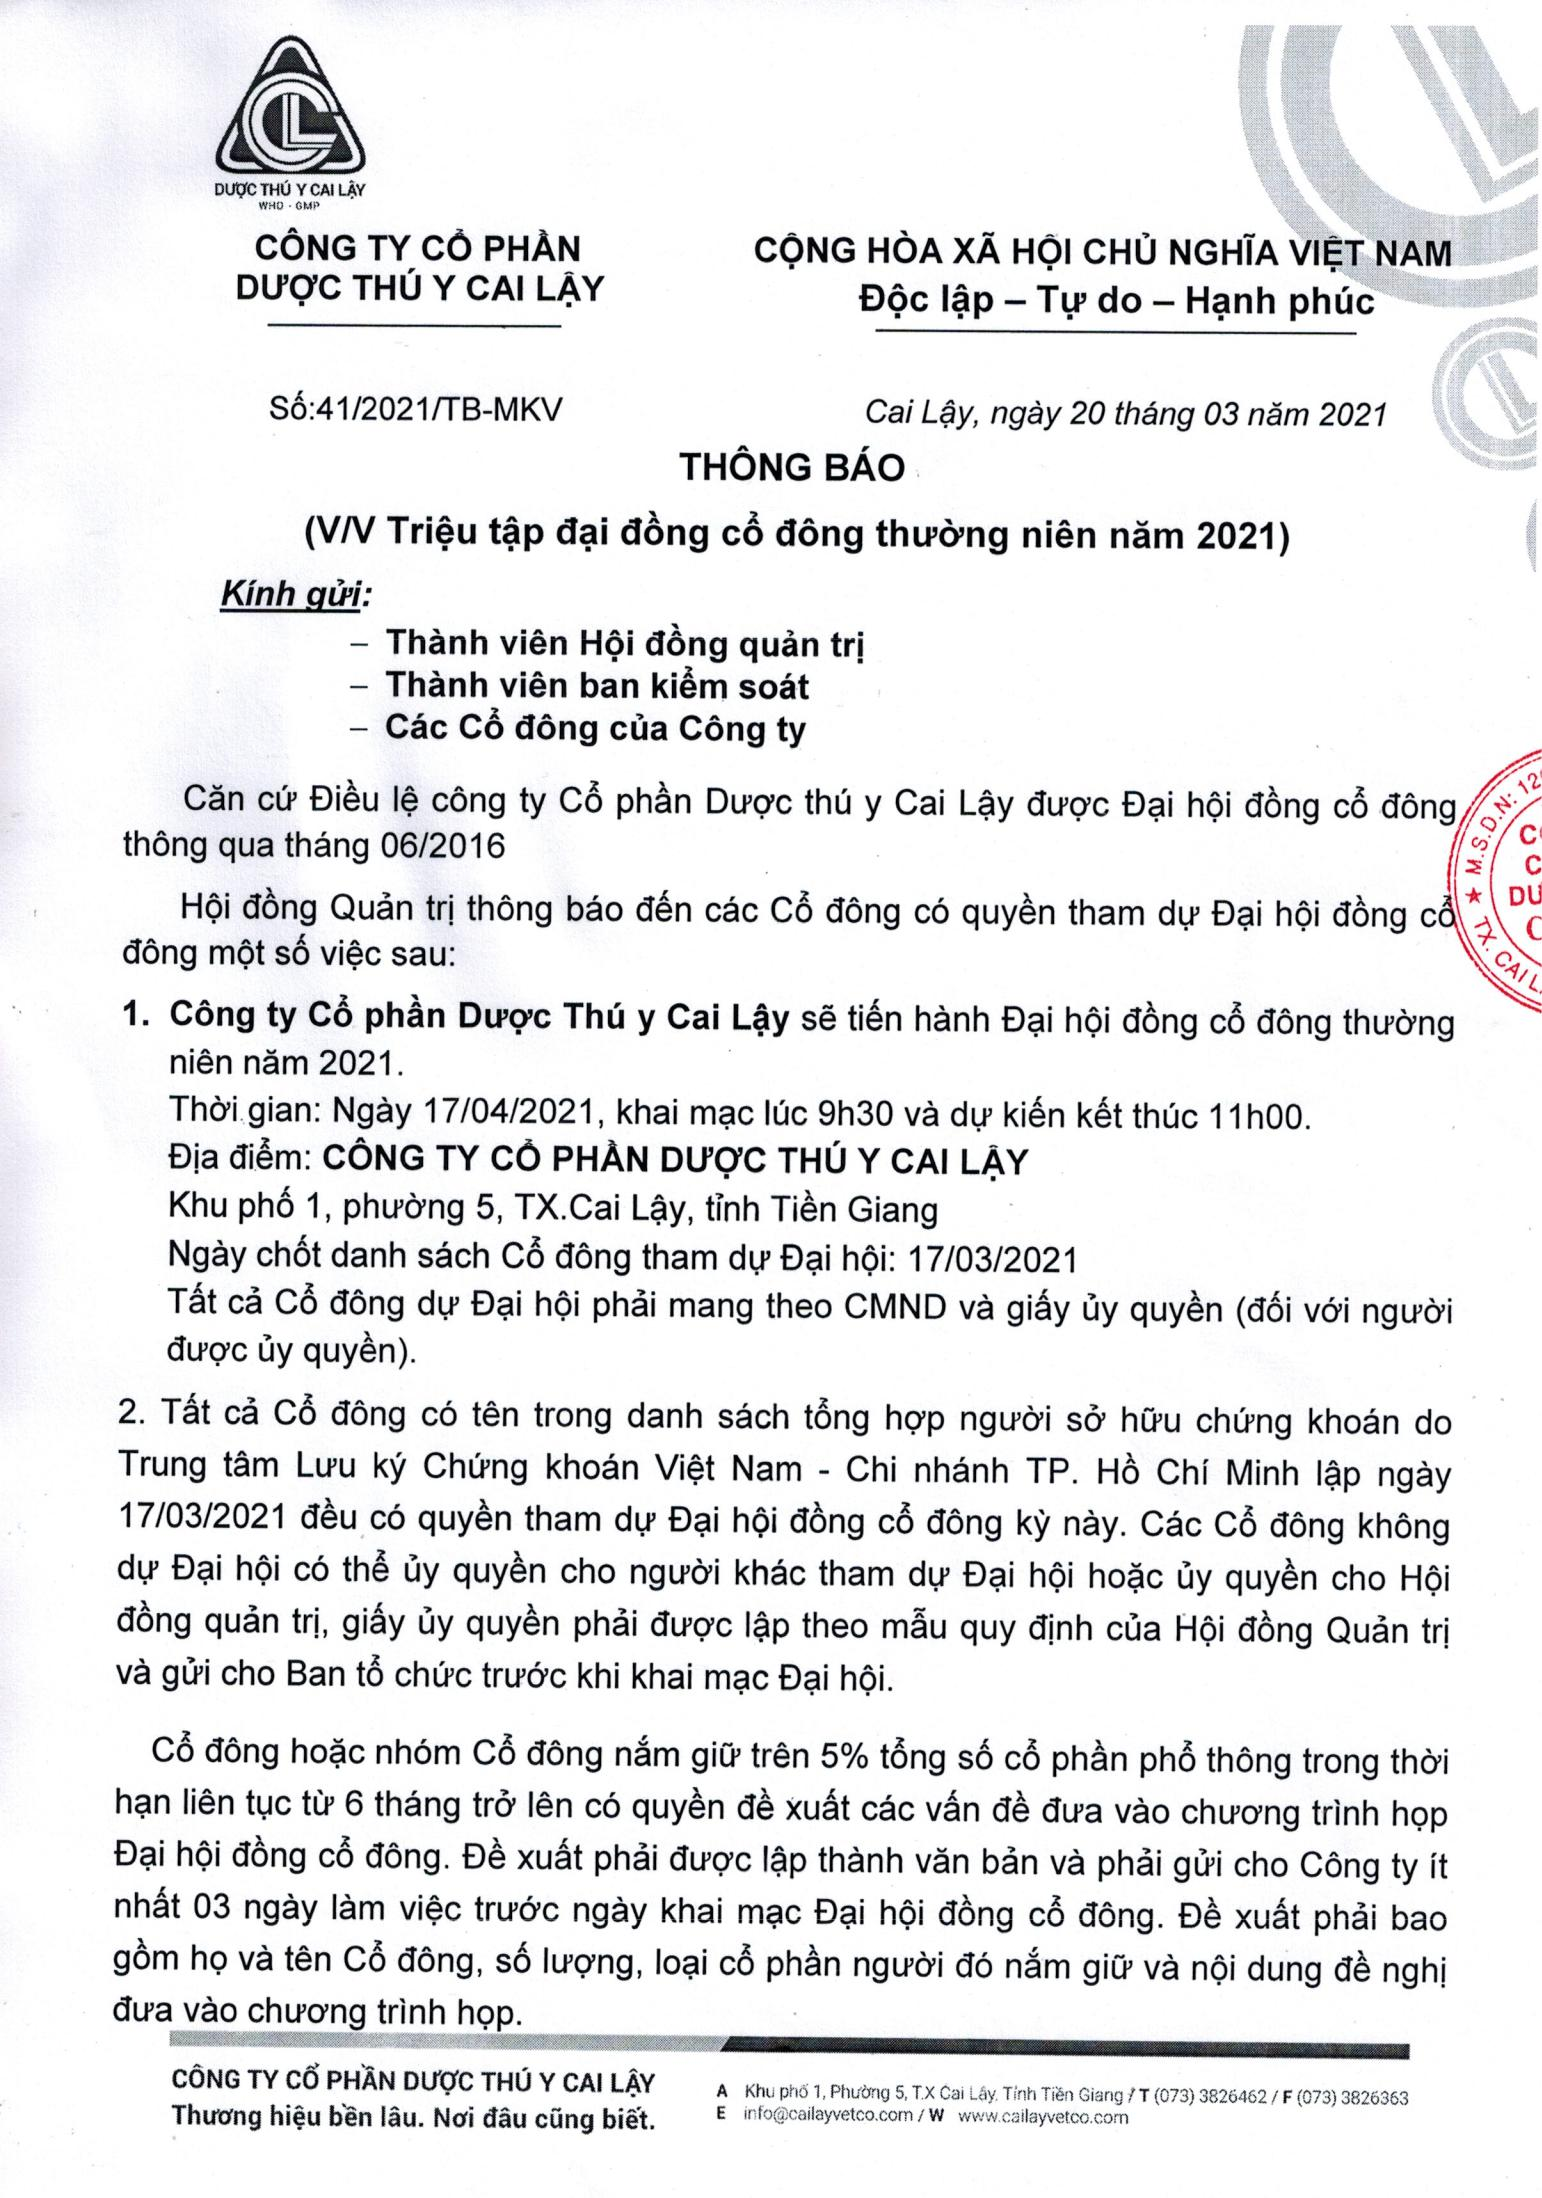 DƯỢC THÚ Y CAI LẬY
WHO - GMP
CÔNG TY CỔ PHẦN
DƯỢC THÚ Y CAI LẬY
CỘNG HÒA XÃ HỘI CHỦ NGHĨA VIỆT NAM
Độc lập – Tự do – Hạnh phúc
Số:41/2021/TB-MKV
Cai Lậy, ngày 20 tháng 03 năm 2021
THÔNG BÁO
(V/V Triệu tập đại đồng cổ đông thường niên năm 2021)
Kính gửi:
– Thành viên Hội đồng quản trị
– Thành viên ban kiểm soát
– Các Cổ đông của Công ty
Căn cứ Điều lệ công ty Cổ phần Dược thú y Cai Lậy được Đại hội đồng cổ đông
thông qua tháng 06/2016
Hội đồng Quản trị thông báo đến các Cổ đông có quyền tham dự Đại hội đồng cổ
đông một số việc sau:
★ M.S.D.N: 12
TX. CAI L
DU
1. Công ty Cổ phần Dược Thú y Cai Lậy sẽ tiến hành Đại hội đồng cổ đông thường
niên năm 2021.
Thời gian: Ngày 17/04/2021, khai mạc lúc 9h30 và dự kiến kết thúc 11h00.
Địa điểm: CÔNG TY CỔ PHẦN DƯỢC THÚ Y CAI LẬY
Khu phố 1, phường 5, TX.Cai Lậy, tỉnh Tiền Giang
Ngày chốt danh sách Cổ đông tham dự Đại hội: 17/03/2021
Tất cả Cổ đông dự Đại hội phải mang theo CMND và giấy ủy quyền (đối với người
được ủy quyền).
2. Tất cả Cổ đông có tên trong danh sách tổng hợp người sở hữu chứng khoán do
Trung tâm Lưu ký Chứng khoán Việt Nam - Chi nhánh TP. Hồ Chí Minh lập ngày
17/03/2021 đều có quyền tham dự Đại hội đồng cổ đông kỳ này. Các Cổ đông không
dự Đại hội có thể ủy quyền cho người khác tham dự Đại hội hoặc ủy quyền cho Hội
đồng quản trị, giấy ủy quyền phải được lập theo mẫu quy định của Hội đồng Quản trị
và gửi cho Ban tổ chức trước khi khai mạc Đại hội.
Cổ đông hoặc nhóm Cổ đông nắm giữ trên 5% tổng số cổ phần phổ thông trong thời
hạn liên tục từ 6 tháng trở lên có quyền đề xuất các vấn đề đưa vào chương trình họp
Đại hội đồng cổ đông. Đề xuất phải được lập thành văn bản và phải gửi cho Công ty ít
nhất 03 ngày làm việc trước ngày khai mạc Đại hội đồng cổ đông. Đề xuất phải bao
gồm họ và tên Cổ đông, số lượng, loại cổ phần người đó nắm giữ và nội dung đề nghị
đưa vào chương trình họp.
CÔNG TY CỔ PHẦN DƯỢC THÚ Y CAI LẬY
Thương hiệu bền lâu. Nơi đâu cũng biết.
A Khu phố 1, Phường 5, T.X Cai Lậy. Tỉnh Tiền Giang / T (073) 3826462 / F (073) 3826363
E info@cailayvetco.com / W www.cailayvetco.com